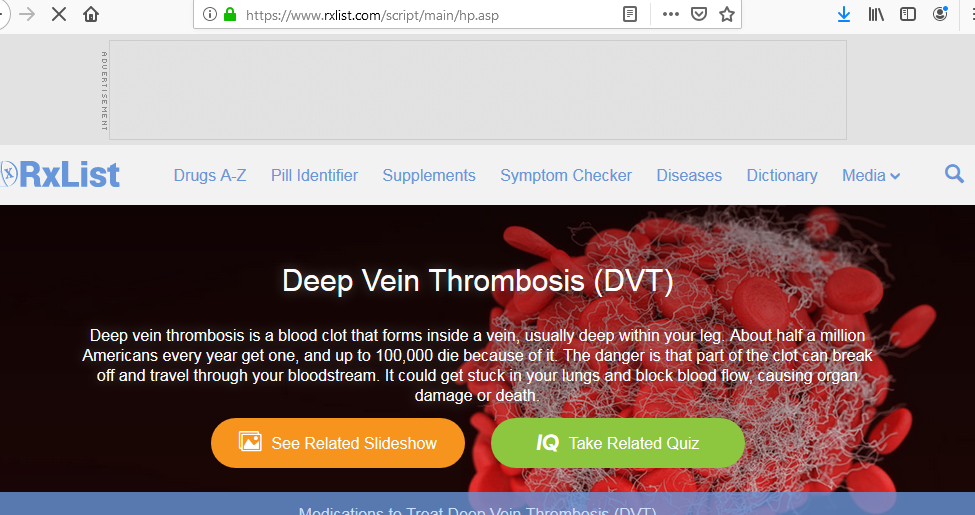 https://www.rxlist.com/script/main/hp.asp
ADVERTISEMENT
RxList
Drugs A-Z Pill Identifier Supplements Symptom Checker Diseases Dictionary Media
Deep Vein Thrombosis (DVT)
Deep vein thrombosis is a blood clot that forms inside a vein, usually deep within your leg. About half a million
Americans every year get one, and up to 100,000 die because of it. The danger is that part of the clot can break
off and travel through your bloodstream. It could get stuck in your lungs and block blood flow, causing organ
damage or death.
See Related Slideshow
IQ Take Related Quiz
Medications to Treat Deep Vein Thrombosis (DVT)